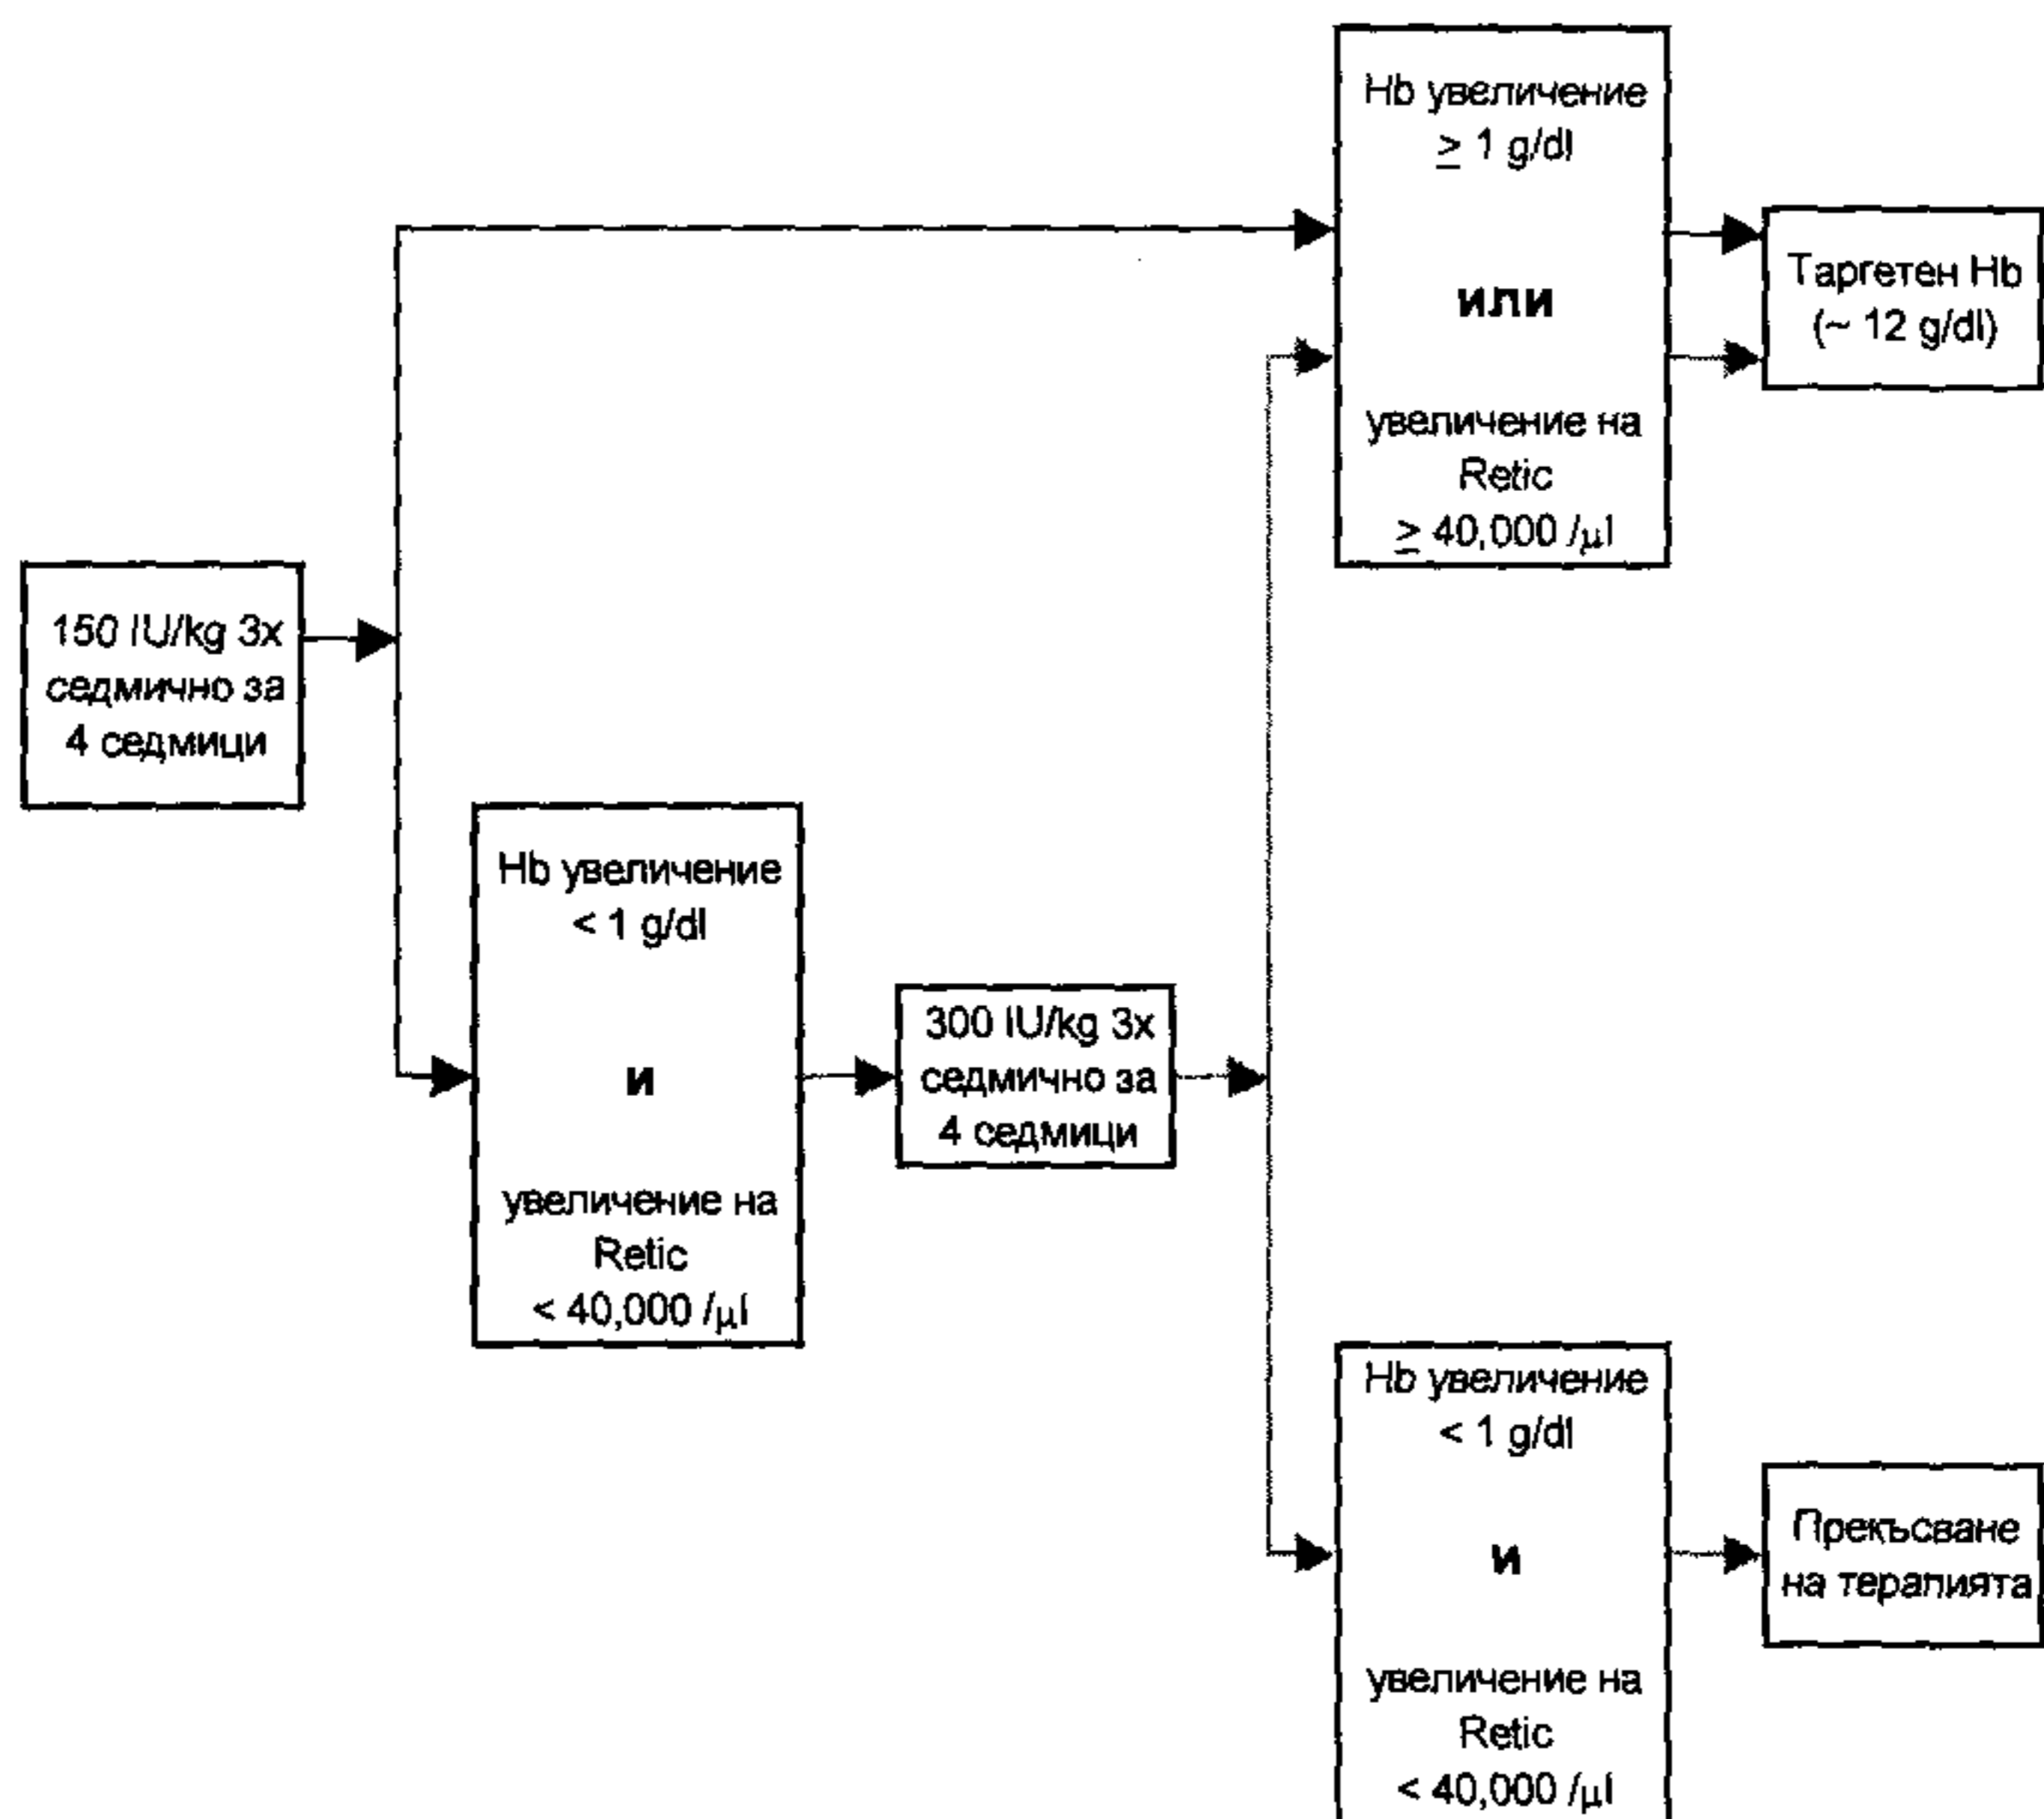 150 IU/kg 3x
седмично за
4 седмици
Hb увеличение
< 1 g/dl
и
увеличение на
Retic
< 40,000 /µl
300 IU/kg 3x
седмично за
4 седмици
Hb увеличение
≥ 1 g/dl
или
увеличение на
Retic
≥ 40,000 /µl
Таргетен Hb
(~ 12 g/dl)
Hb увеличение
< 1 g/dl
и
увеличение на
Retic
< 40,000 /µl
Прекъсване
на терапията